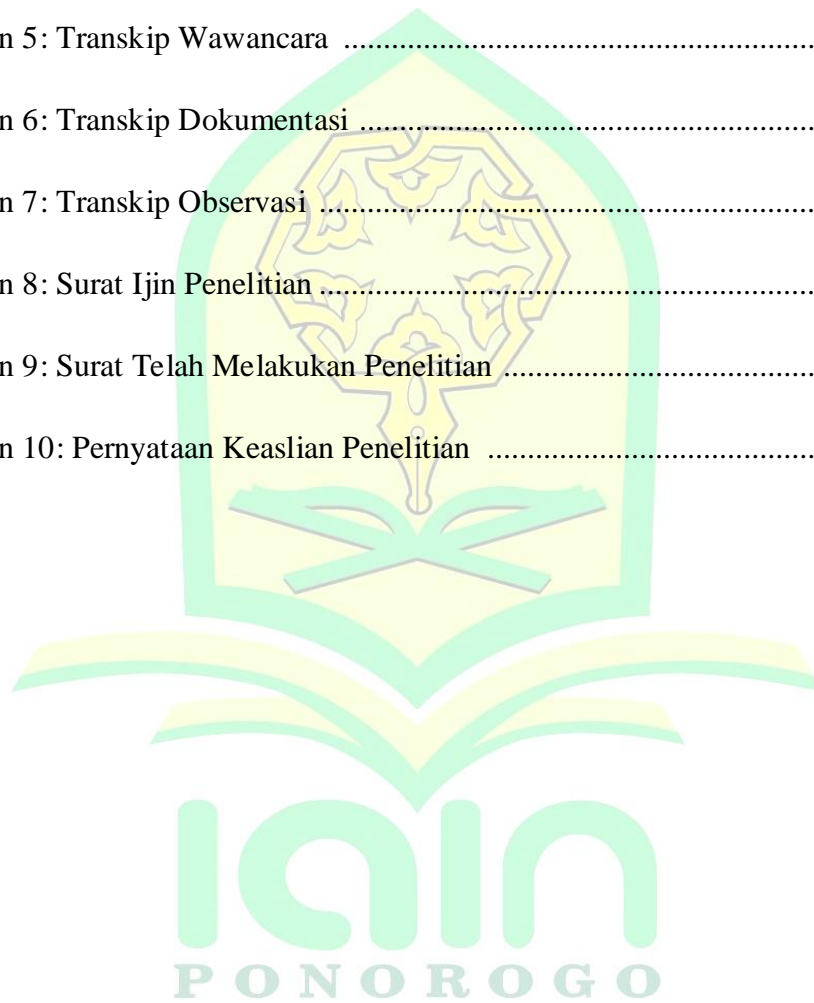 n 5: Transkip Wawancara ............................................................
n 6: Transkip Dokumentasi ..........................................................
n 7: Transkip Observasi ...............................................................
n 8: Surat Ijin Penelitian ...............................................................
n 9: Surat Telah Melakukan Penelitian .......................................
n 10: Pernyataan Keaslian Penelitian .........................................
iain
PONOROGO